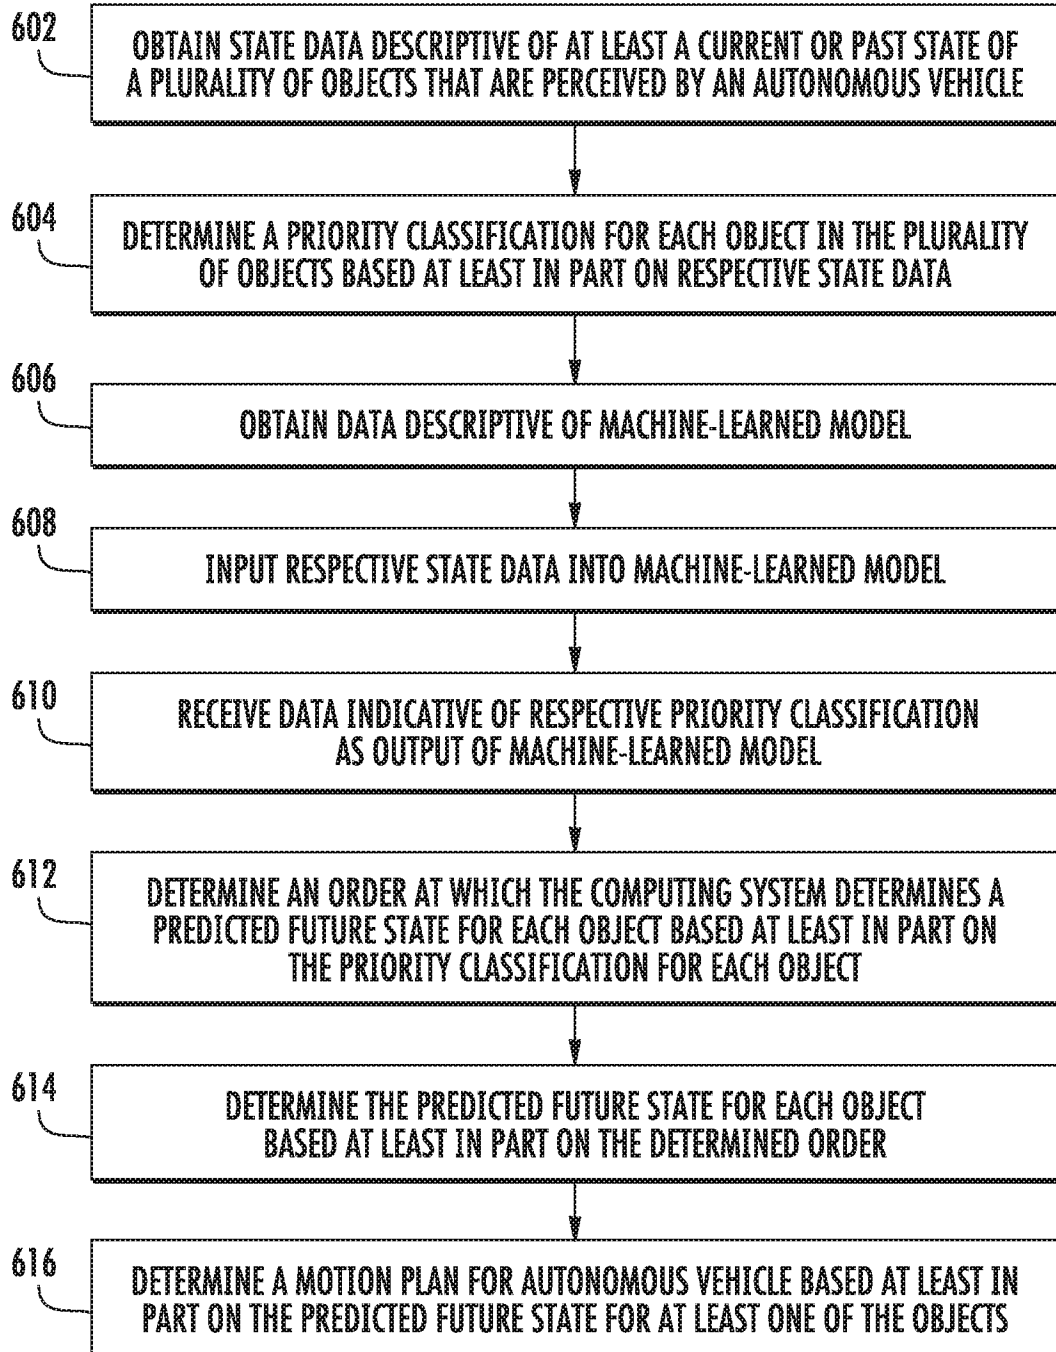 602
OBTAIN STATE DATA DESCRIPTIVE OF AT LEAST A CURRENT OR PAST STATE OF
A PLURALITY OF OBJECTS THAT ARE PERCEIVED BY AN AUTONOMOUS VEHICLE
604
DETERMINE A PRIORITY CLASSIFICATION FOR EACH OBJECT IN THE PLURALITY
OF OBJECTS BASED AT LEAST IN PART ON RESPECTIVE STATE DATA
606
OBTAIN DATA DESCRIPTIVE OF MACHINE-LEARNED MODEL
608
INPUT RESPECTIVE STATE DATA INTO MACHINE-LEARNED MODEL
610
RECEIVE DATA INDICATIVE OF RESPECTIVE PRIORITY CLASSIFICATION
AS OUTPUT OF MACHINE-LEARNED MODEL
612
DETERMINE AN ORDER AT WHICH THE COMPUTING SYSTEM DETERMINES A
PREDICTED FUTURE STATE FOR EACH OBJECT BASED AT LEAST IN PART ON
THE PRIORITY CLASSIFICATION FOR EACH OBJECT
614
DETERMINE THE PREDICTED FUTURE STATE FOR EACH OBJECT
BASED AT LEAST IN PART ON THE DETERMINED ORDER
616
DETERMINE A MOTION PLAN FOR AUTONOMOUS VEHICLE BASED AT LEAST IN
PART ON THE PREDICTED FUTURE STATE FOR AT LEAST ONE OF THE OBJECTS